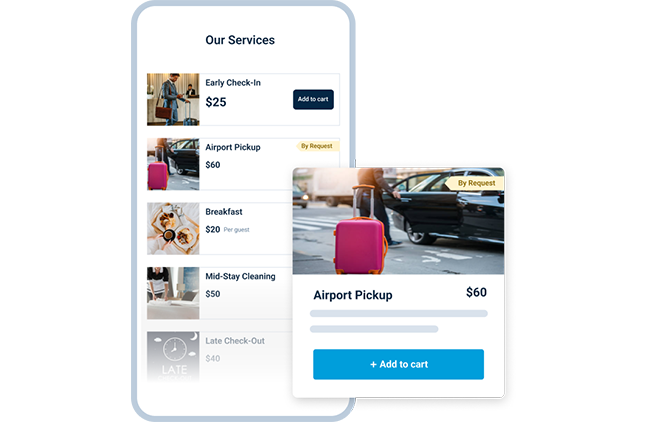 Our Services
Early Check-In
$25
Add to cart
Airport Pickup
By Request
$60
Breakfast
$20 Per guest
Mid-Stay Cleaning
$50
Late Check-Out
$40
LATE
By Request
Airport Pickup
$60
+ Add to cart